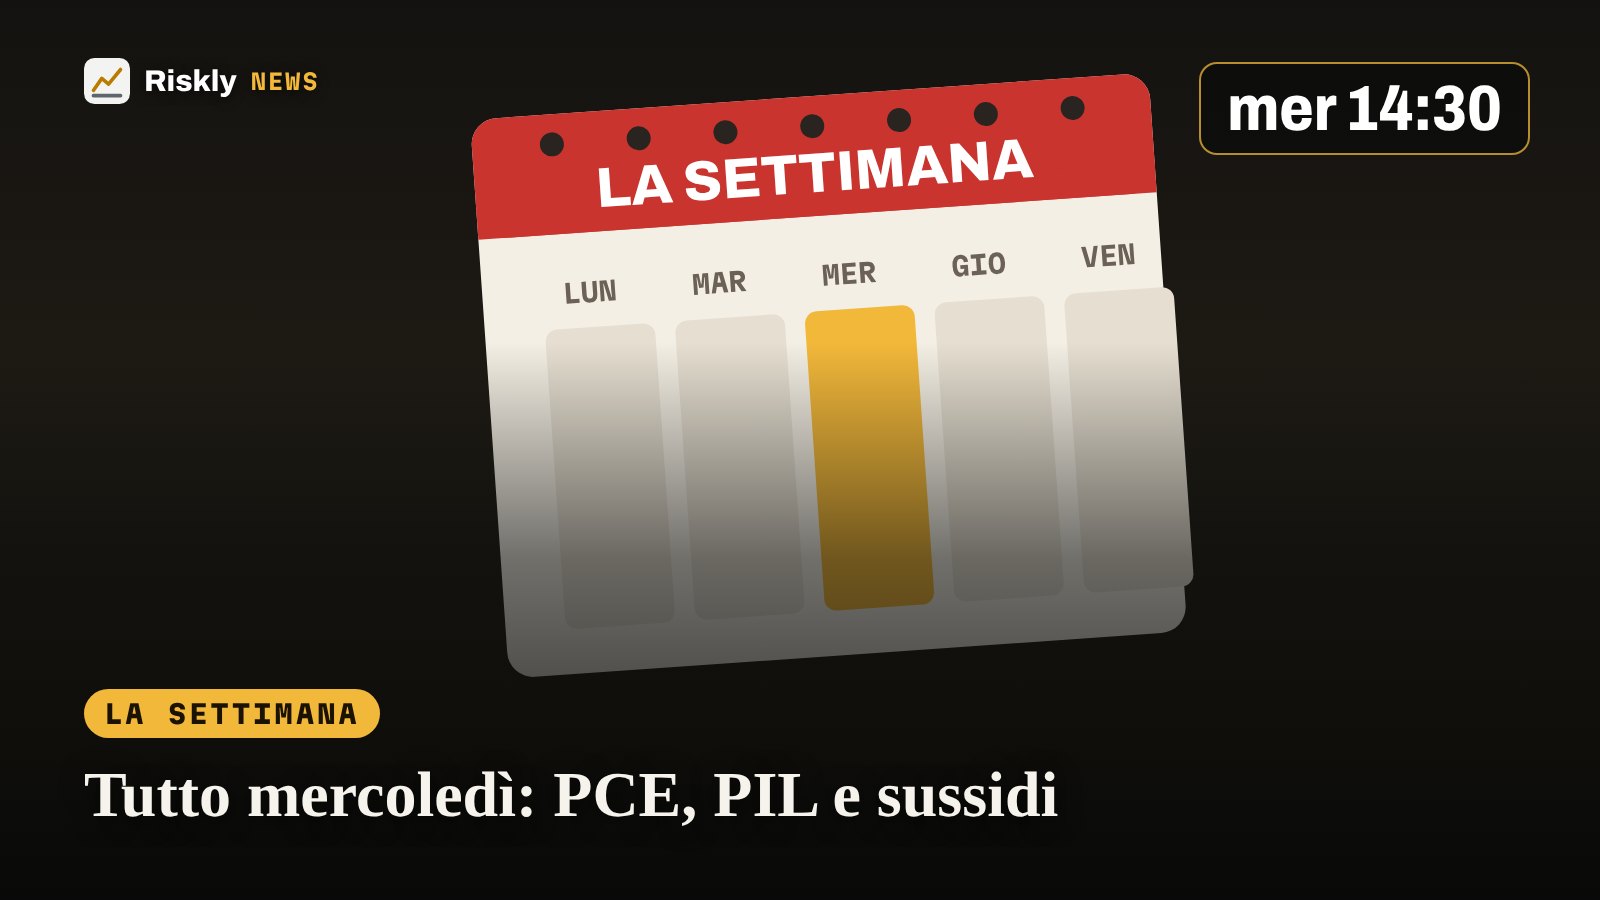 Riskly NEWS
mer 14:30
LA SETTIMANA
LUN MAR MER GIO VEN
LA SETTIMANA
Tutto mercoledì: PCE, PIL e sussidi